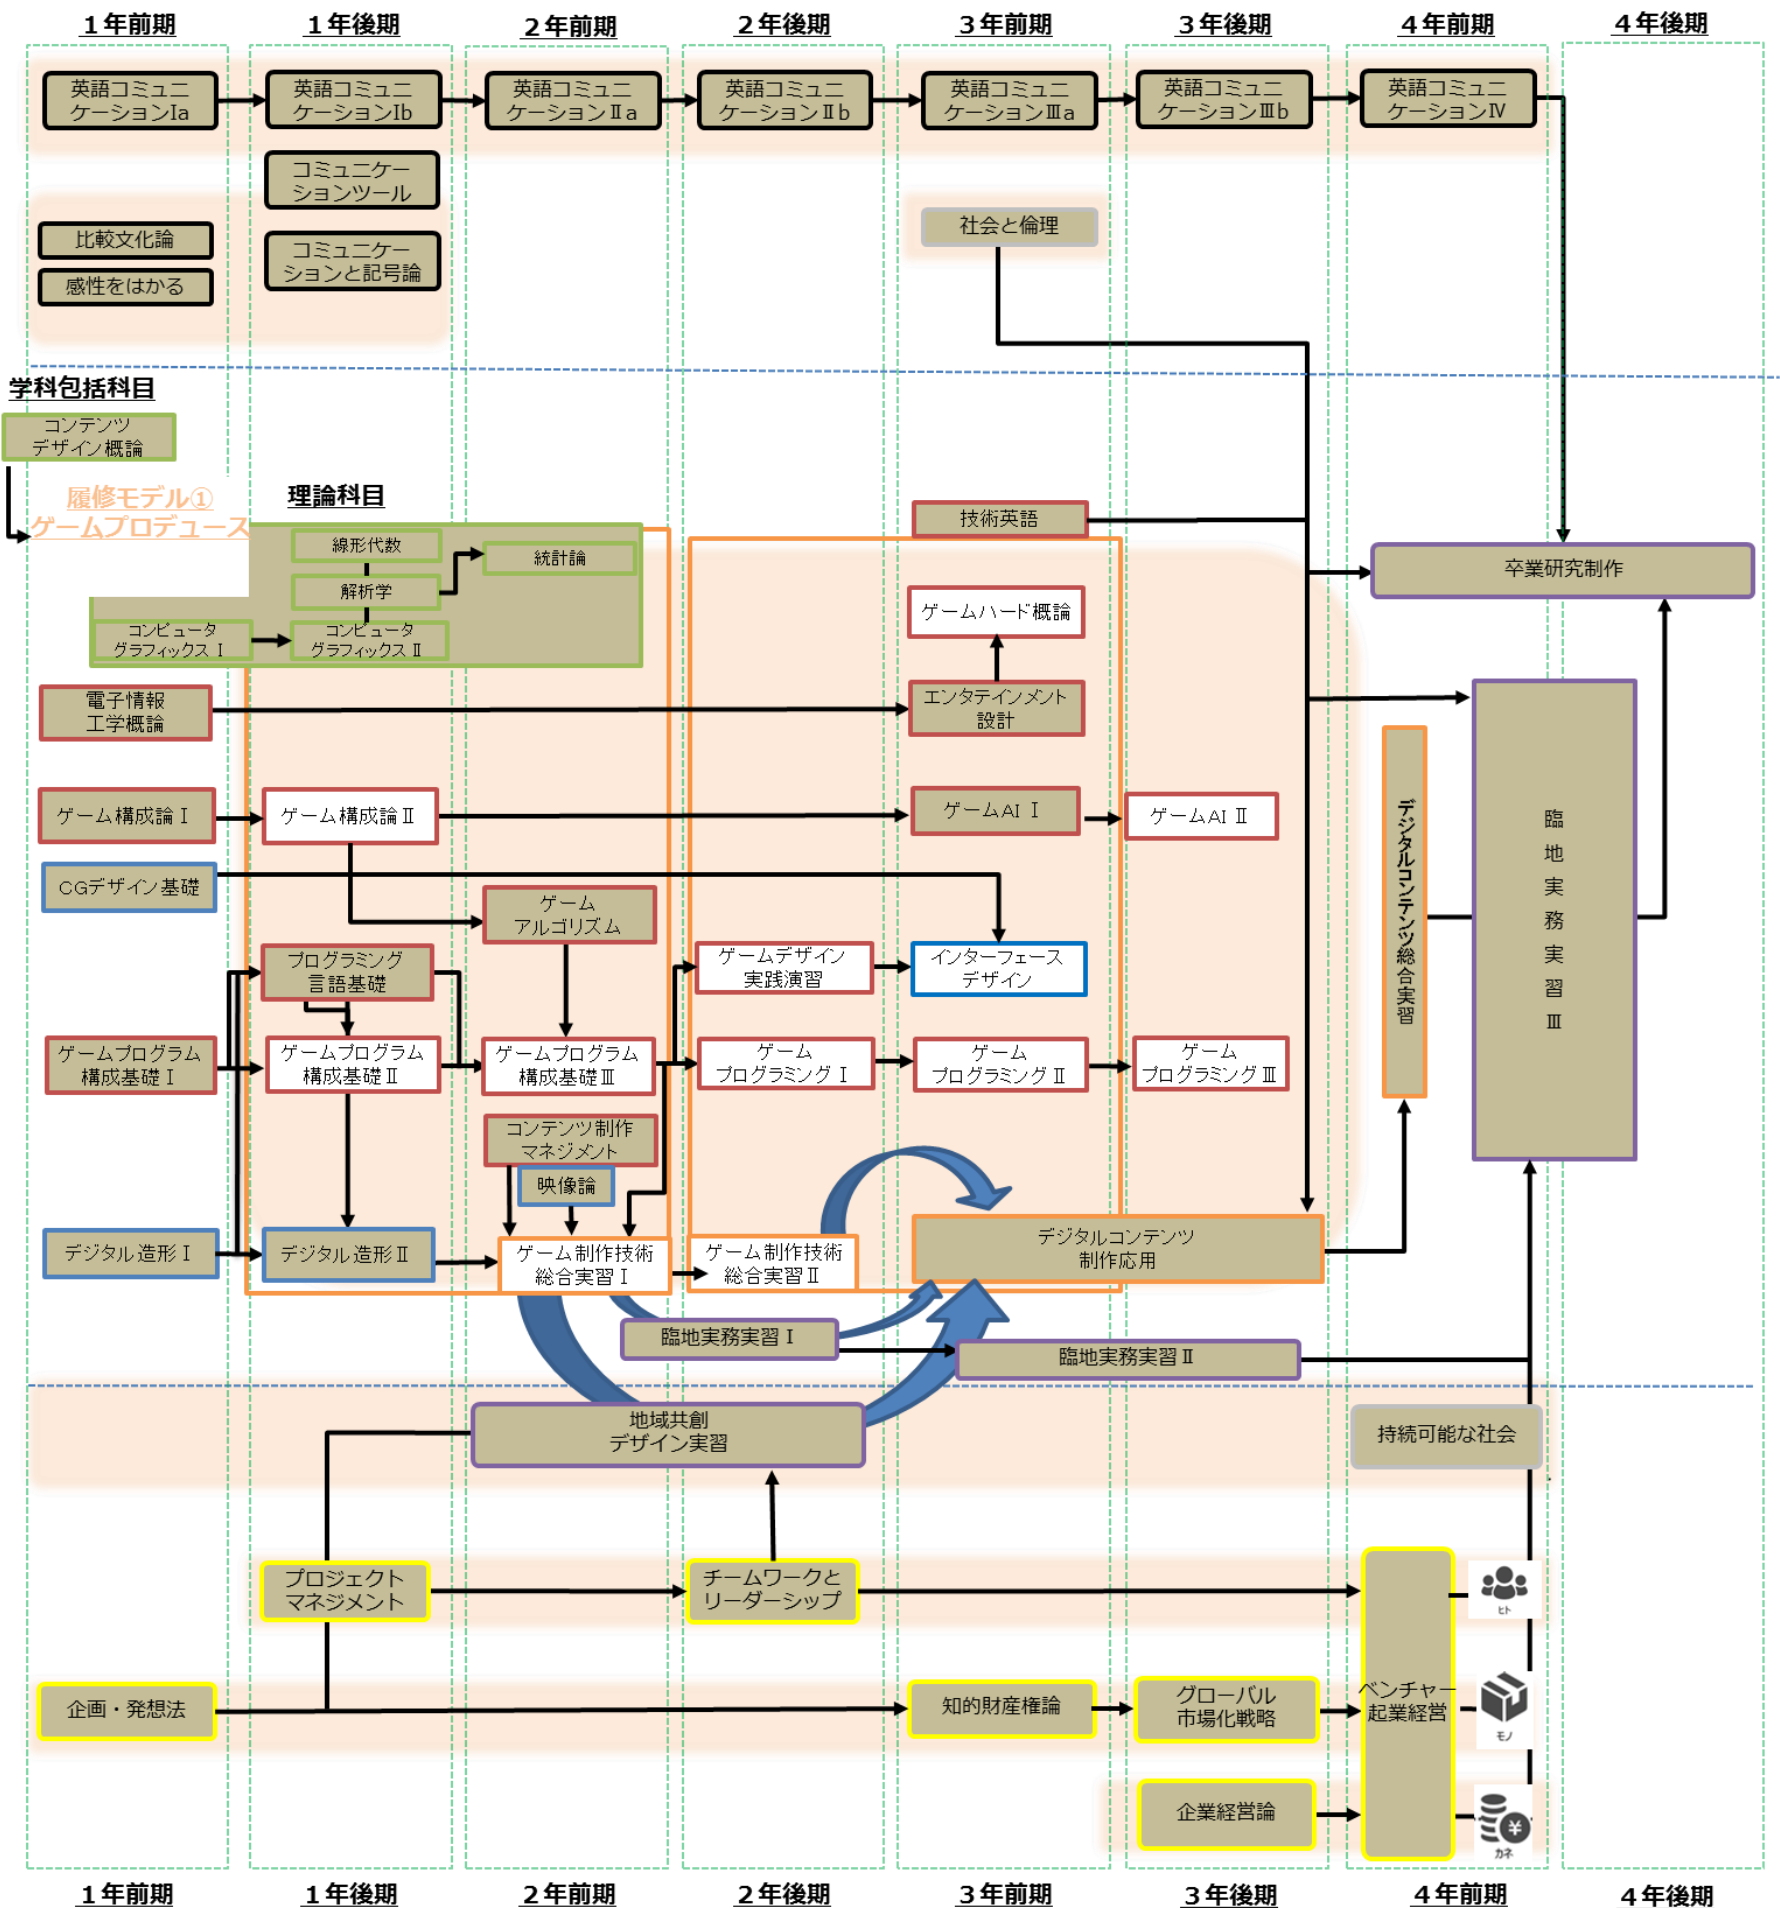 １年前期
１年後期
２年前期
２年後期
３年前期
３年後期
４年前期
４年後期
英語コミュニ
ケーションIa
英語コミュニ
ケーションIb
英語コミュニ
ケーションⅡa
英語コミュニ
ケーションⅡb
英語コミュニ
ケーションⅢa
英語コミュニ
ケーションⅢb
英語コミュニ
ケーションⅣ
コミュニケー
ションツール
比較文化論
コミュニケー
ションと記号論
感性をはかる
社会と倫理
学科包括科目
コンテンツ
デザイン概論
履修モデル①
ゲームプロデュース
理論科目
線形代数
統計論
解析学
コンピュータ
グラフィックス Ⅰ
コンピュータ
グラフィックス Ⅱ
技術英語
卒業研究制作
ゲームハード概論
電子情報
工学概論
エンタテインメント
設計
ゲーム構成論 Ⅰ
ゲーム構成論 Ⅱ
ゲームAI Ⅰ
ゲームAI Ⅱ
CGデザイン基礎
ゲーム
アルゴリズム
プログラミング
言語基礎
ゲームデザイン
実践演習
インターフェース
デザイン
ゲームプログラム
構成基礎 Ⅰ
ゲームプログラム
構成基礎 Ⅱ
ゲームプログラム
構成基礎 Ⅲ
ゲーム
プログラミング Ⅰ
ゲーム
プログラミング Ⅱ
ゲーム
プログラミング Ⅲ
デジタルコンテンツ総合実習
臨地実務実習Ⅲ
コンテンツ制作
マネジメント
映像論
デジタル造形 Ⅰ
デジタル造形 Ⅱ
ゲーム制作技術
総合実習 Ⅰ
ゲーム制作技術
総合実習 Ⅱ
デジタルコンテンツ
制作応用
臨地実務実習 Ⅰ
臨地実務実習 Ⅱ
地域共創
デザイン実習
持続可能な社会
プロジェクト
マネジメント
チームワークと
リーダーシップ
ヒト
企画・発想法
知的財産権論
グローバル
市場化戦略
ベンチャー
起業経営
モノ
企業経営論
¥
カネ
１年前期
１年後期
２年前期
２年後期
３年前期
３年後期
４年前期
４年後期